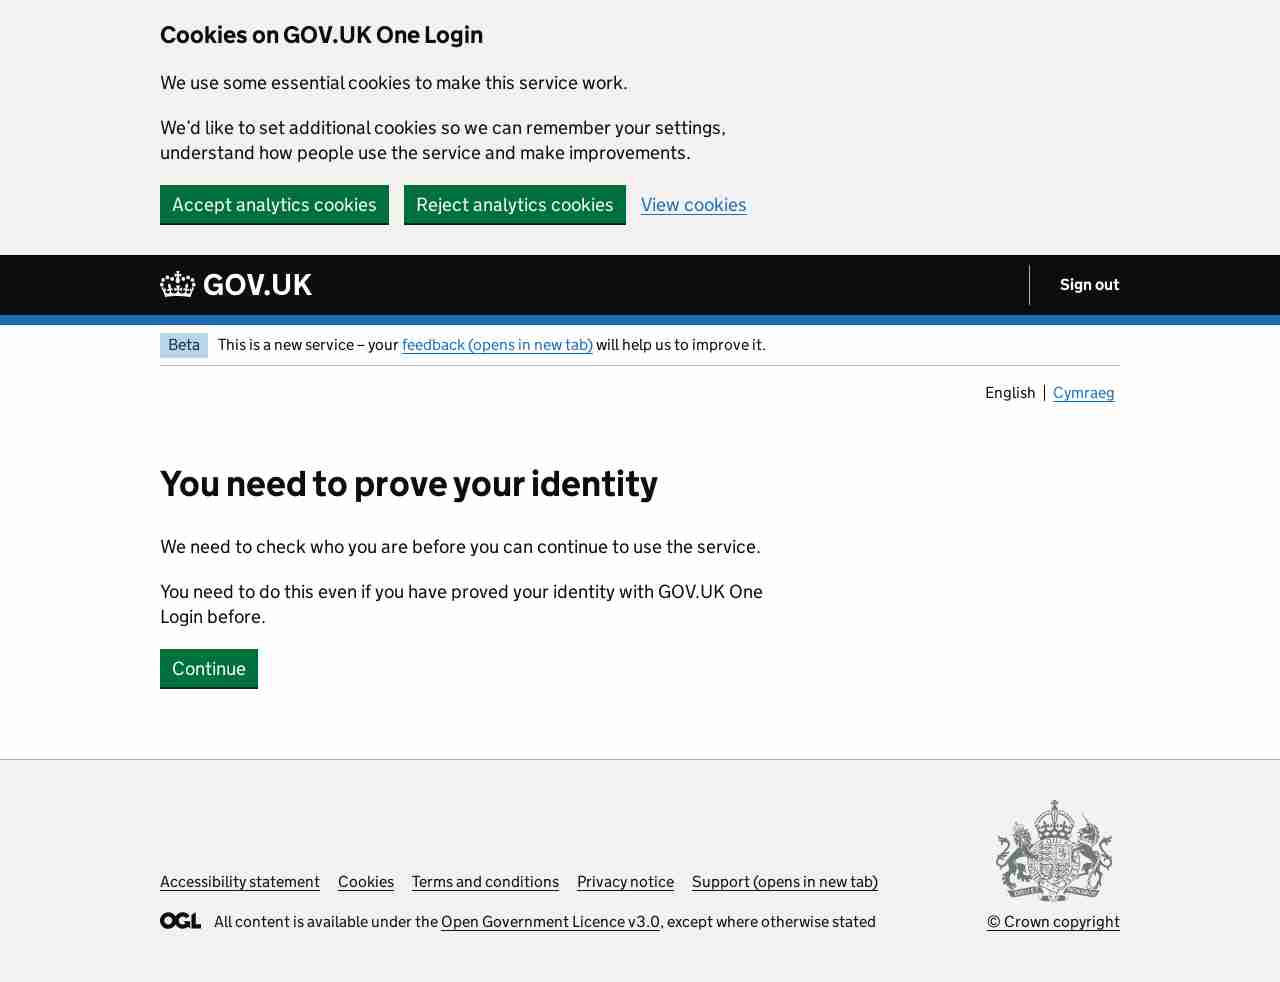 Cookies on GOV.UK One Login
We use some essential cookies to make this service work.
We'd like to set additional cookies so we can remember your settings,
understand how people use the service and make improvements.
Accept analytics cookies Reject analytics cookies View cookies
GOV.UK Sign out
Beta This is a new service – your feedback (opens in new tab) will help us to improve it.
English Cymraeg
You need to prove your identity
We need to check who you are before you can continue to use the service.
You need to do this even if you have proved your identity with GOV.UK One
Login before.
Continue
Accessibility statement Cookies Terms and conditions Privacy notice Support (opens in new tab)
OGL All content is available under the Open Government Licence v3.0, except where otherwise stated © Crown copyright